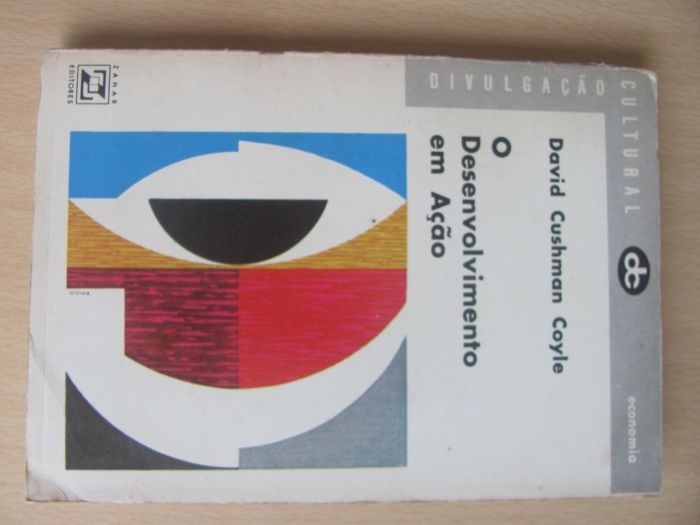 DIVULGAÇÃO
CULTURAL
dc
economia
David Cushman Coyle
O
Desenvolvimento
em Ação
ZAHAR
EDITORES